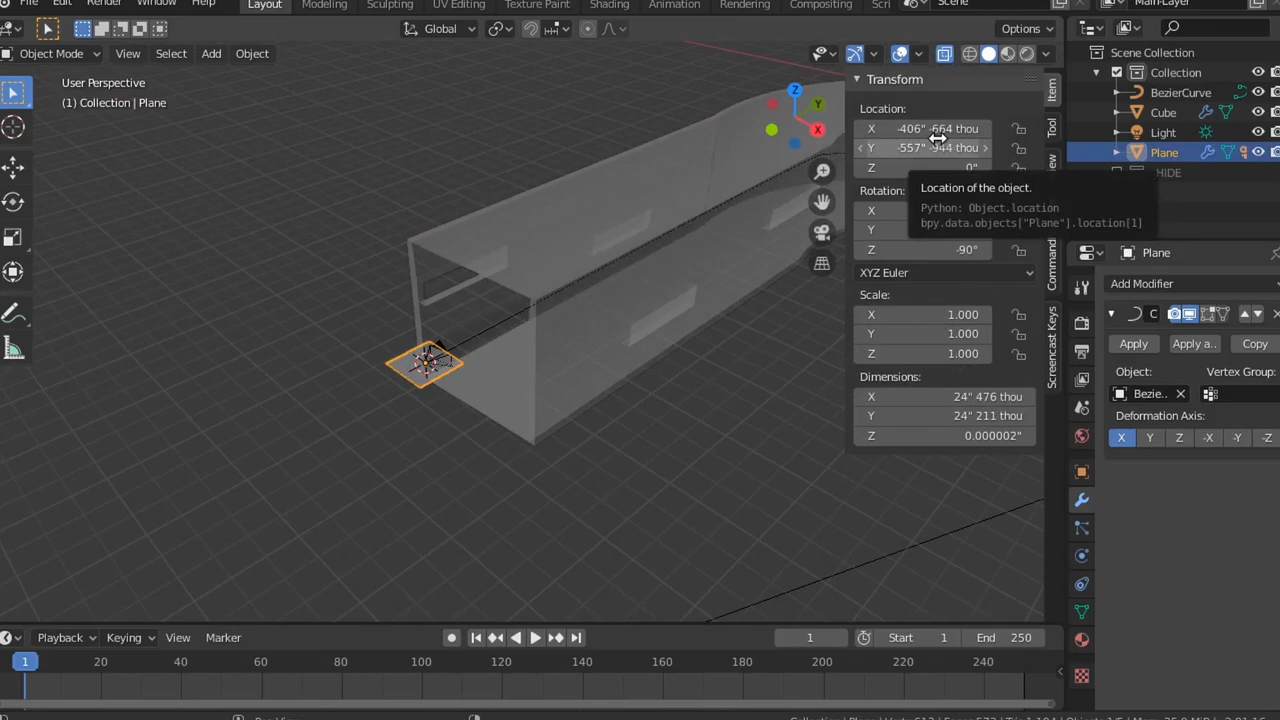 File Edit Render Window Help Layout Modeling Sculpting UV Editing Texture Paint Shading Animation Rendering Compositing Scene
Global Options
Object Mode View Select Add Object
User Perspective
(1) Collection | Plane
Z
Y
X
Transform
Location:
X -406" -664 thou
Y -557" -944 thou
Z 0"
Location of the object.
Python: Object.location
bpy.data.objects["Plane"].location[1]
Rotation:
X
Y
Z -90°
XYZ Euler
Scale:
X 1.000
Y 1.000
Z 1.000
Dimensions:
X 24" 476 thou
Y 24" 211 thou
Z 0.000002"
Item
Tool
Screencast Keys
Scene Collection
Collection
BezierCurve
Cube
Light
Plane
HIDE
Plane
Add Modifier
C
Apply Apply a.. Copy
Object: Vertex Group:
Bezie..
Deformation Axis:
X Y Z -X -Y -Z
Playback Keying View Marker 1 Start 1 End 250
1 20 40 60 80 100 120 140 160 180 200 220 240